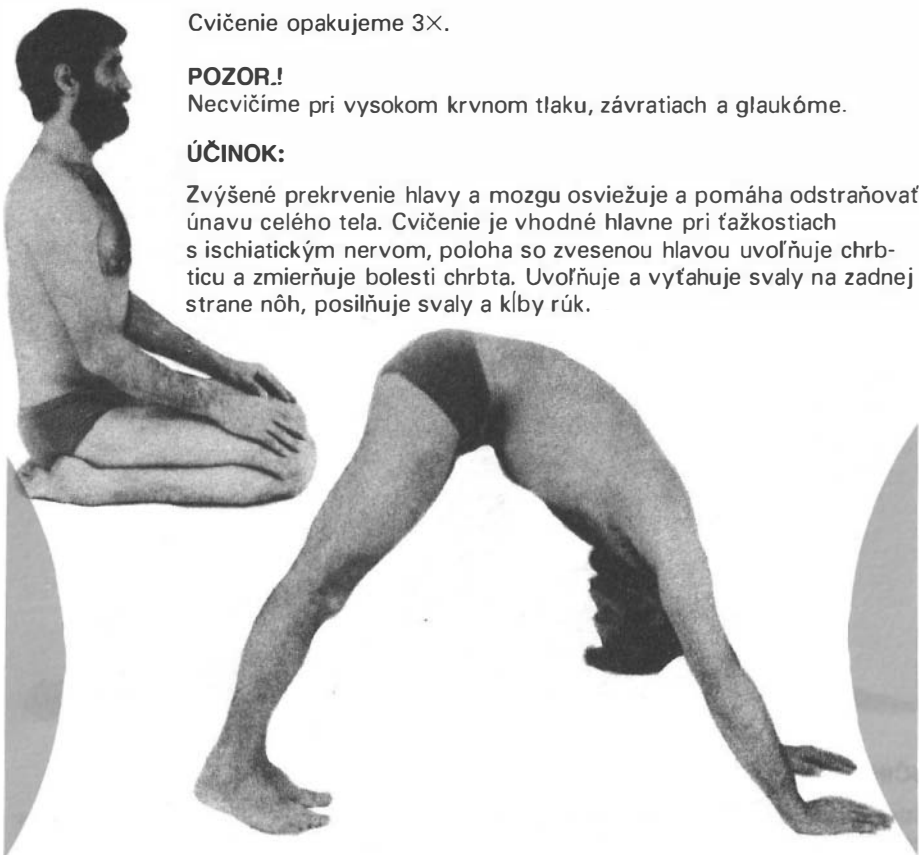 Cvičenie opakujeme 3×.
POZOR!
Necvičíme pri vysokom krvnom tlaku, závratiach a glaukóme.
ÚČINOK:
Zvýšené prekrvenie hlavy a mozgu osviežuje a pomáha odstraňovať
únavu celého tela. Cvičenie je vhodné hlavne pri ťažkostiach
s ischiatickým nervom, poloha so zvesenou hlavou uvoľňuje chrb-
ticu a zmierňuje bolesti chrbta. Uvoľňuje a vyťahuje svaly na zadnej
strane nôh, posilňuje svaly a kĺby rúk.